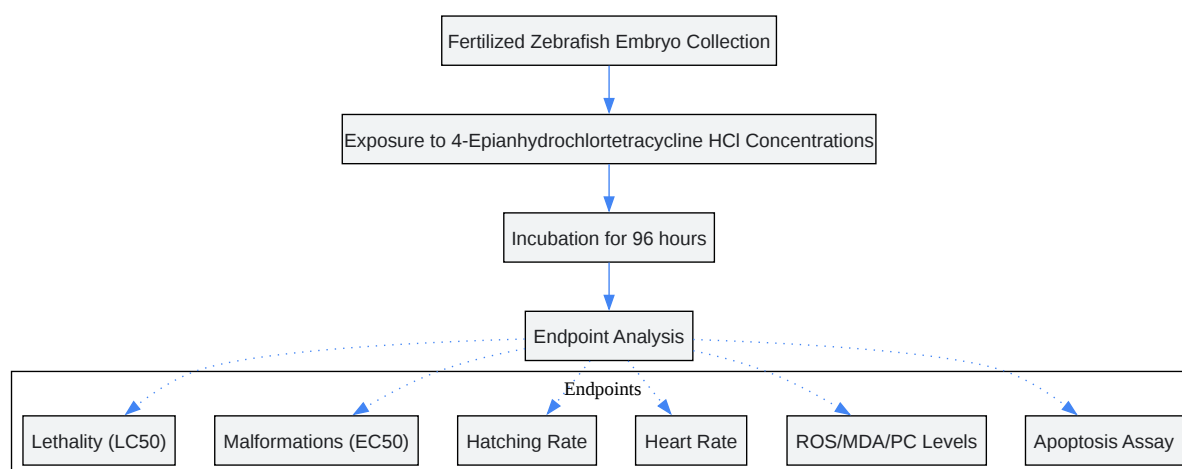 Fertilized Zebrafish Embryo Collection
Exposure to 4-Epianhydrochlortetracycline HCl Concentrations
Incubation for 96 hours
Endpoint Analysis
Endpoints
Lethality (LC50)
Malformations (EC50)
Hatching Rate
Heart Rate
ROS/MDA/PC Levels
Apoptosis Assay